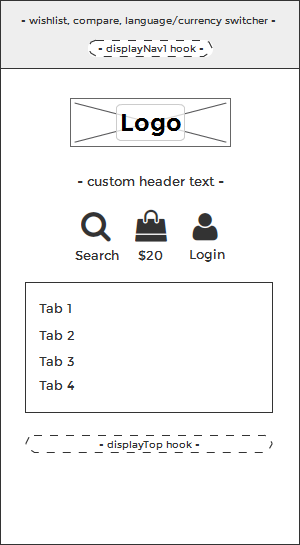 - wishlist, compare, language/currency switcher -
- displayNav1 hook -
Logo
- custom header text -
Search $20 Login
Tab 1
Tab 2
Tab 3
Tab 4
- displayTop hook -